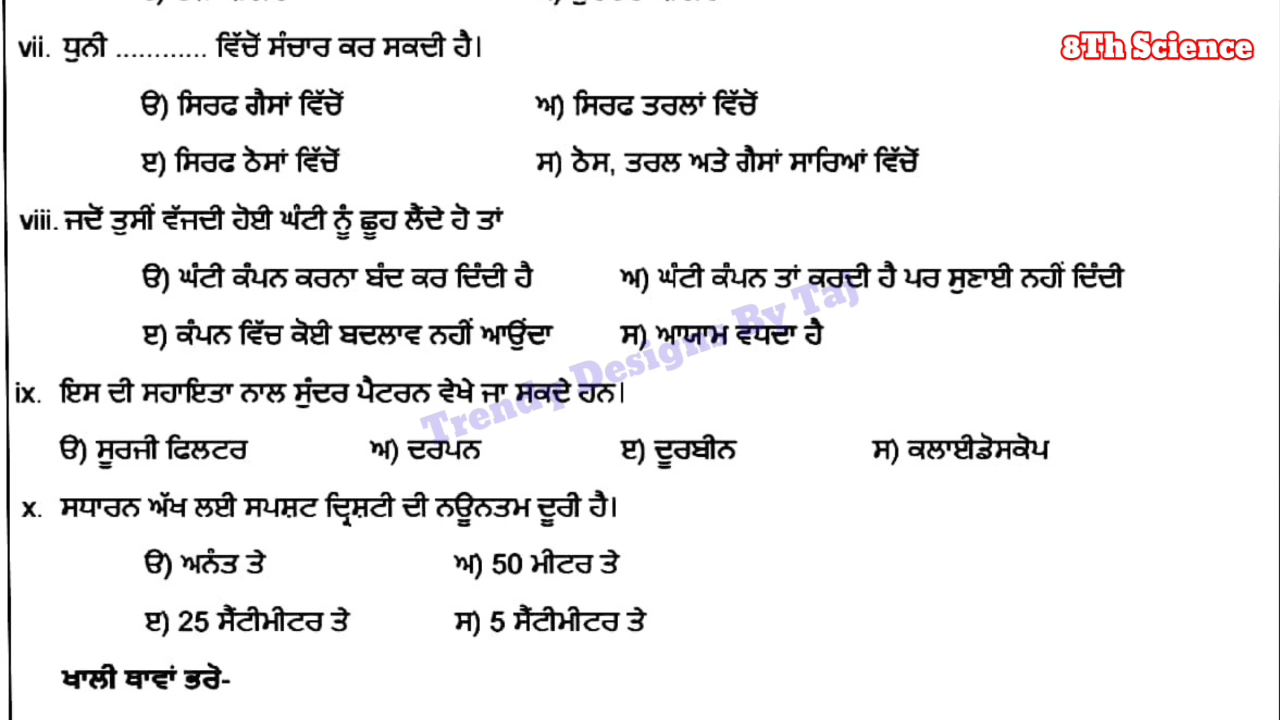 vii. ਧੁਨੀ ............ ਵਿੱਚੋਂ ਸੰਚਾਰ ਕਰ ਸਕਦੀ ਹੈ।
8Th Science
ੳ) ਸਿਰਫ ਗੈਸਾਂ ਵਿੱਚੋਂ ਅ) ਸਿਰਫ ਤਰਲਾਂ ਵਿੱਚੋਂ
ੲ) ਸਿਰਫ ਠੋਸਾਂ ਵਿੱਚੋਂ ਸ) ਠੋਸ, ਤਰਲ ਅਤੇ ਗੈਸਾਂ ਸਾਰਿਆਂ ਵਿੱਚੋਂ
viii. ਜਦੋਂ ਤੁਸੀਂ ਵੱਜਦੀ ਹੋਈ ਘੰਟੀ ਨੂੰ ਛੂਹ ਲੈਂਦੇ ਹੋ ਤਾਂ
ੳ) ਘੰਟੀ ਕੰਪਨ ਕਰਨਾ ਬੰਦ ਕਰ ਦਿੰਦੀ ਹੈ ਅ) ਘੰਟੀ ਕੰਪਨ ਤਾਂ ਕਰਦੀ ਹੈ ਪਰ ਸੁਣਾਈ ਨਹੀਂ ਦਿੰਦੀ
ੲ) ਕੰਪਨ ਵਿੱਚ ਕੋਈ ਬਦਲਾਵ ਨਹੀਂ ਆਉਂਦਾ ਸ) ਆਯਾਮ ਵਧਦਾ ਹੈ
Trendy Designs By Taj
ix. ਇਸ ਦੀ ਸਹਾਇਤਾ ਨਾਲ ਸੁੰਦਰ ਪੈਟਰਨ ਵੇਖੇ ਜਾ ਸਕਦੇ ਹਨ।
ੳ) ਸੂਰਜੀ ਫਿਲਟਰ ਅ) ਦਰਪਨ ੲ) ਦੂਰਬੀਨ ਸ) ਕਲਾਈਡੋਸਕੋਪ
x. ਸਧਾਰਨ ਅੱਖ ਲਈ ਸਪਸ਼ਟ ਦ੍ਰਿਸ਼ਟੀ ਦੀ ਨਊਨਤਮ ਦੂਰੀ ਹੈ।
ੳ) ਅਨੰਤ ਤੇ ਅ) 50 ਮੀਟਰ ਤੇ
ੲ) 25 ਸੈਂਟੀਮੀਟਰ ਤੇ ਸ) 5 ਸੈਂਟੀਮੀਟਰ ਤੇ
ਖਾਲੀ ਥਾਵਾਂ ਭਰੋ-